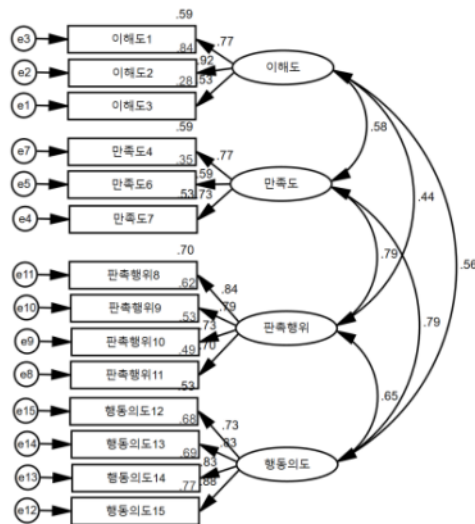 .59
e3 이해도1 .77
.84
e2 이해도2 .92 이해도
.28 .53
e1 이해도3
.59 .58
e7 만족도4 .77
.35 .44
e5 만족도6 .59 만족도
.53 .73 .56
e4 만족도7
.79
.70 .79
e11 판촉행위8 .84
.62
e10 판촉행위9 .79
.53 판촉행위
e9 판촉행위10 .73
.49 .70
e8 판촉행위11 .65
.53
e15 행동의도12 .73
.68
e14 행동의도13 .83 행동의도
.69
e13 행동의도14 .83
.77 .88
e12 행동의도15